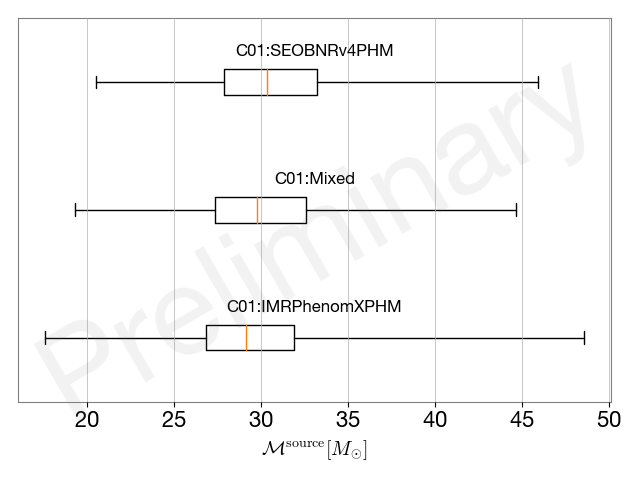 C01:SEOBNRv4PHM
C01:Mixed
C01:IMRPhenomXPHM
Preliminary
20 25 30 35 40 45 50
ℳ^source[M_⊙]